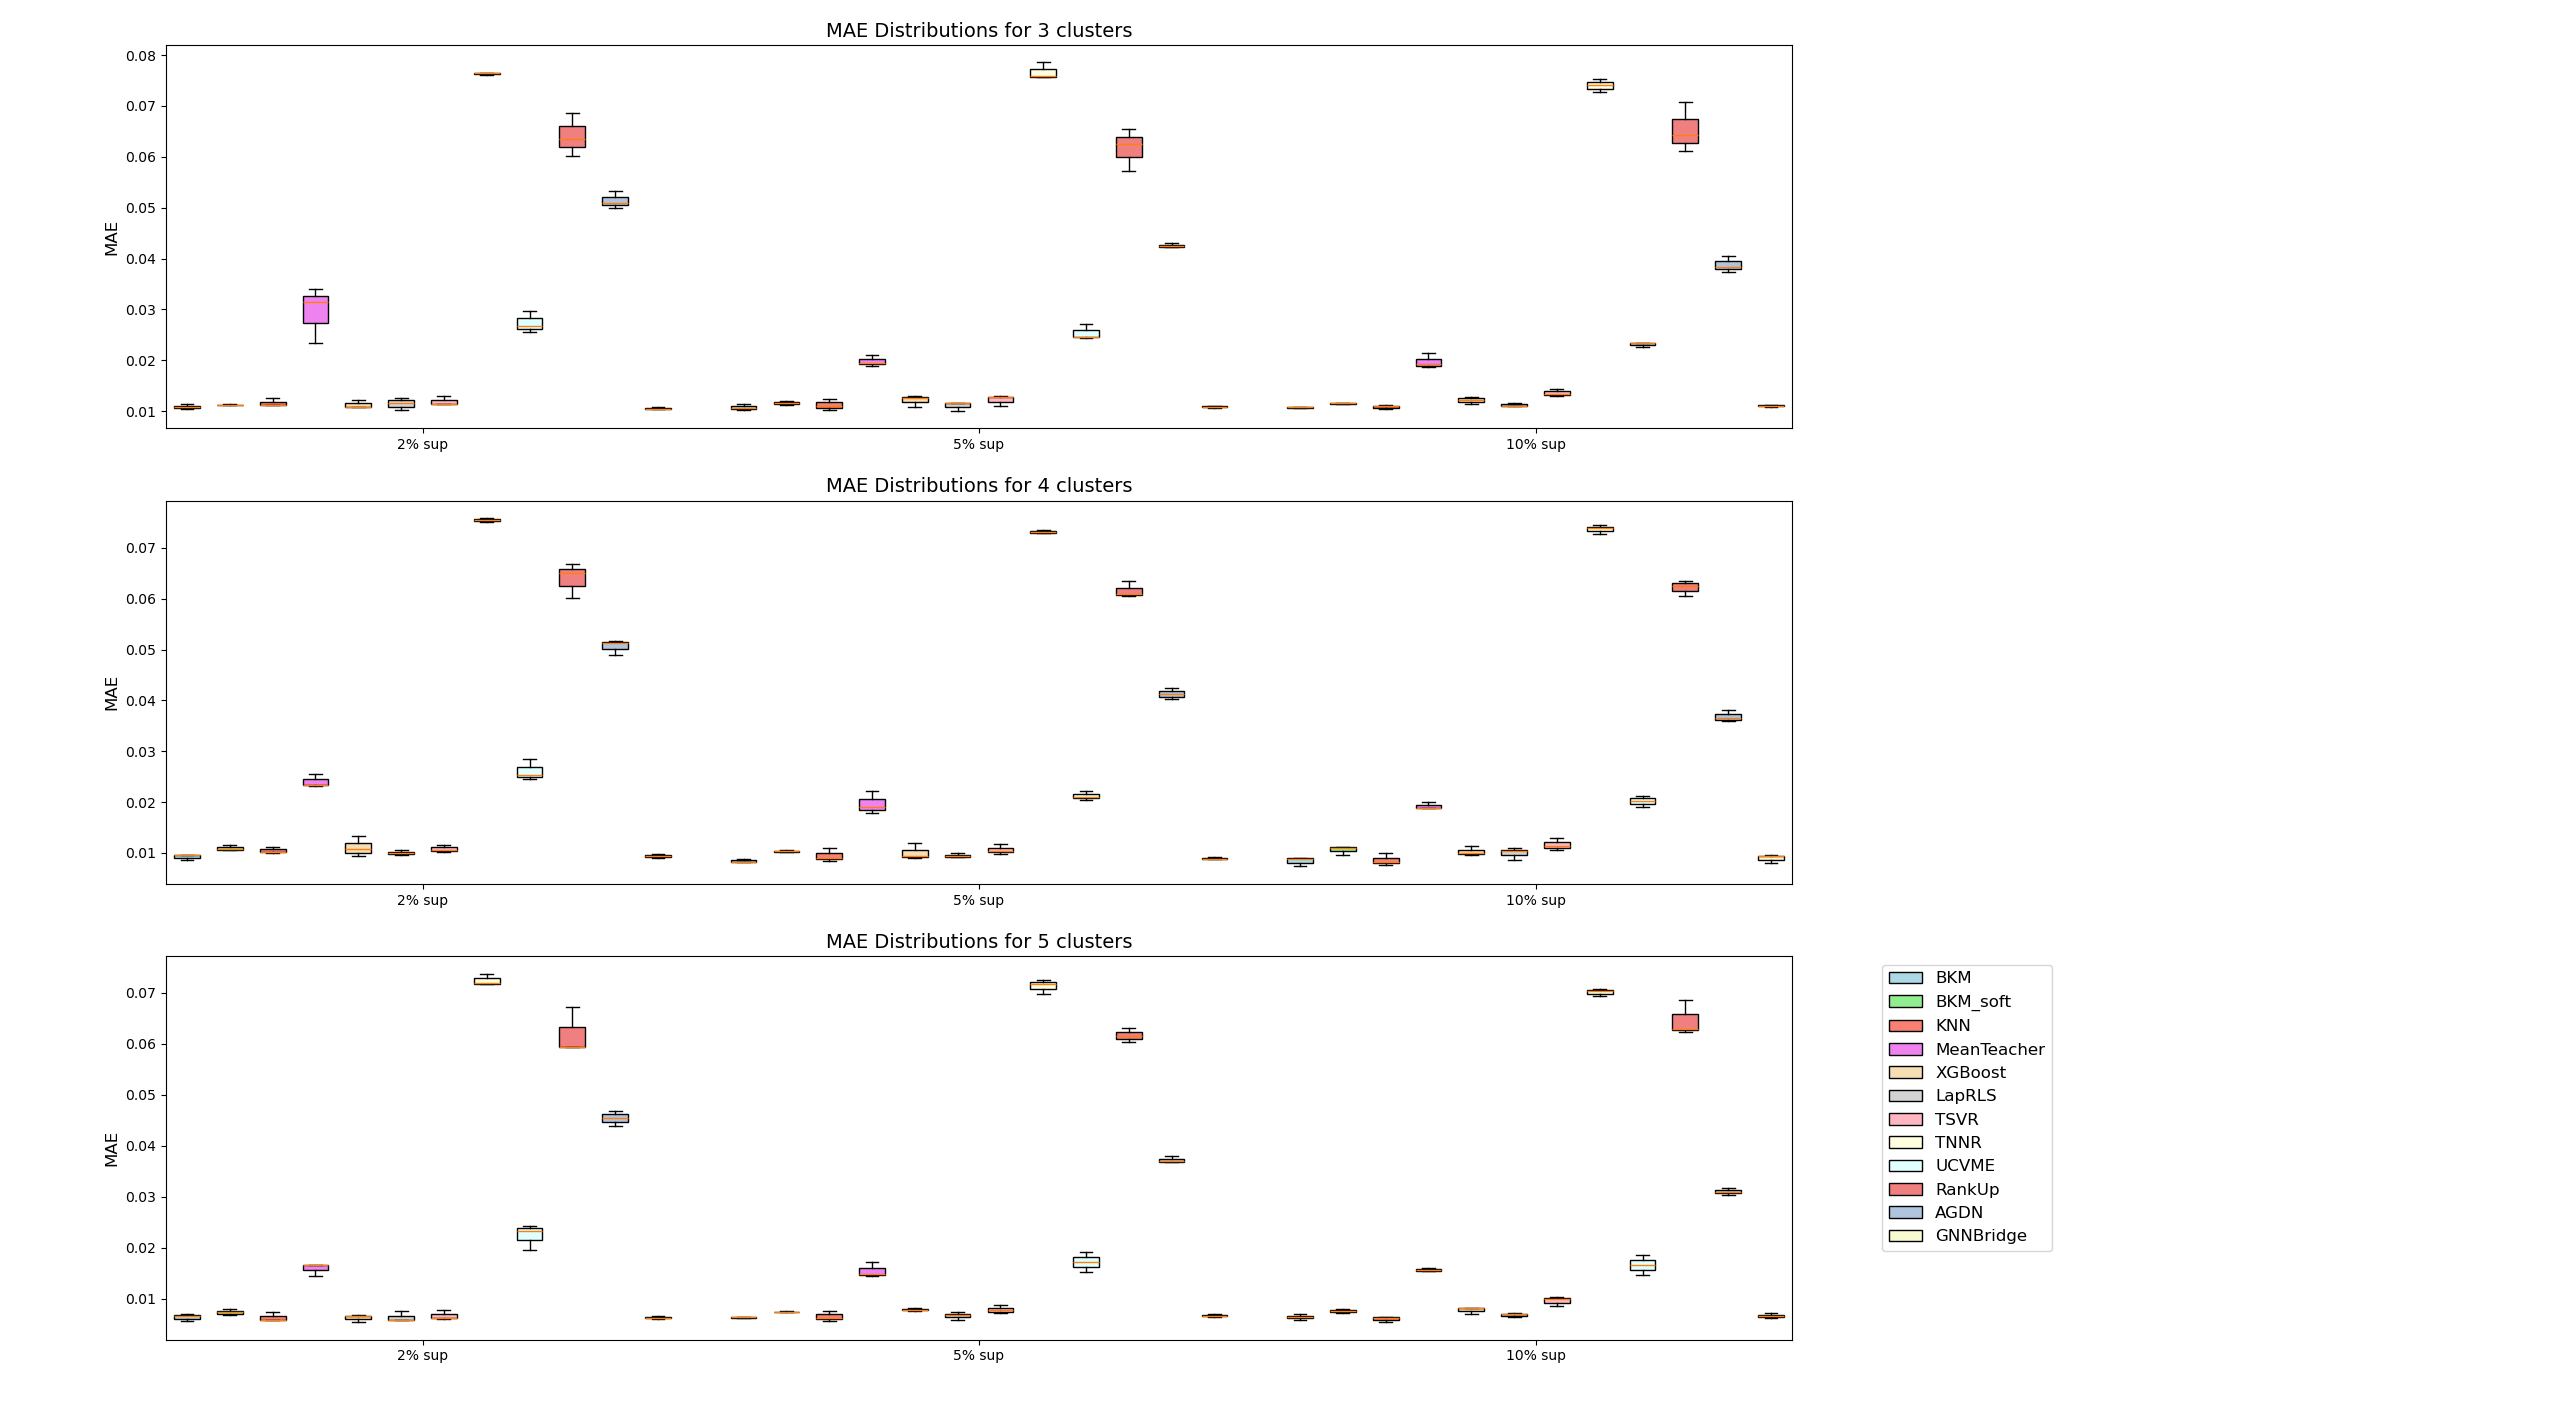 MAE Distributions for 3 clusters
0.08
0.07
0.06
0.05
0.04
0.03
0.02
0.01
MAE
2% sup
5% sup
10% sup
MAE Distributions for 4 clusters
0.07
0.06
0.05
0.04
0.03
0.02
0.01
MAE
2% sup
5% sup
10% sup
MAE Distributions for 5 clusters
0.07
0.06
0.05
0.04
0.03
0.02
0.01
MAE
2% sup
5% sup
10% sup
BKM
BKM_soft
KNN
MeanTeacher
XGBoost
LapRLS
TSVR
TNNR
UCVME
RankUp
AGDN
GNNBridge